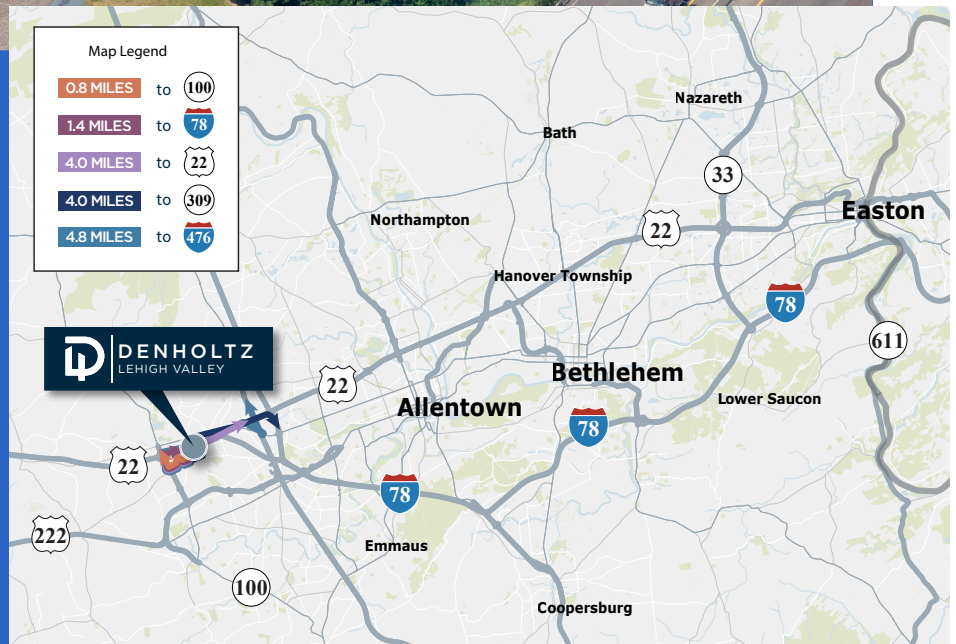 Map Legend
0.8 MILES to 100
1.4 MILES to 78
4.0 MILES to 22
4.0 MILES to 309
4.8 MILES to 476
Nazareth
Bath
33
Northampton
22
Easton
Hanover Township
78
611
DENHOLTZ
LEHIGH VALLEY
22
Bethlehem
Allentown
Lower Saucon
78
22
78
222
Emmaus
100
Coopersburg